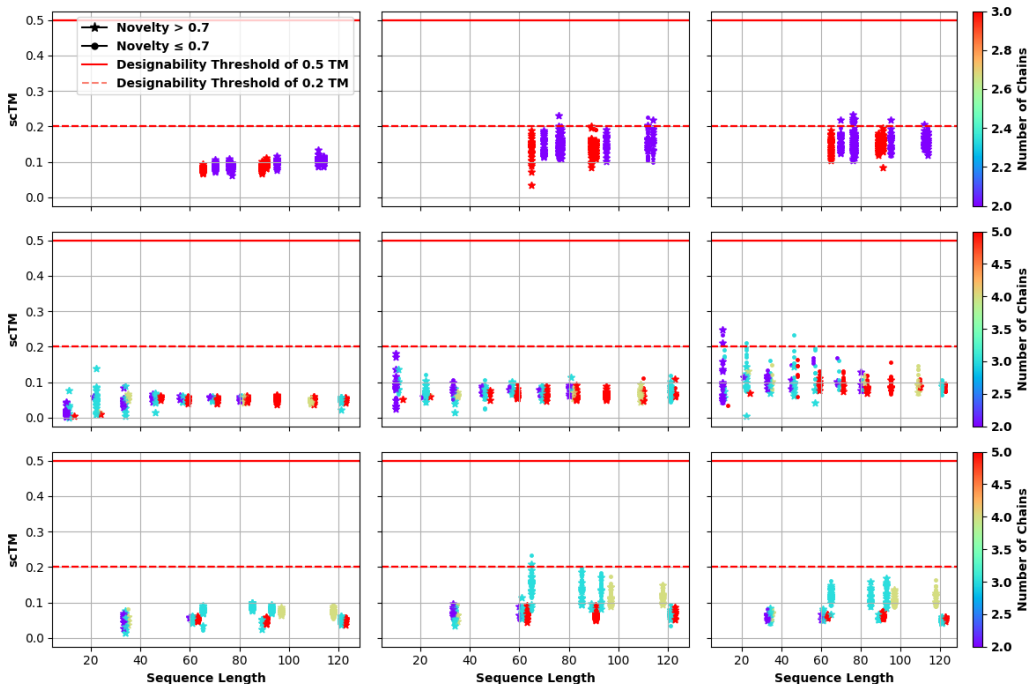 Novelty > 0.7
Novelty ≤ 0.7
Designability Threshold of 0.5 TM
Designability Threshold of 0.2 TM
scTM
0.5
0.4
0.3
0.2
0.1
0.0
3.0
2.8
2.6
2.4
2.2
2.0
Number of Chains
scTM
0.5
0.4
0.3
0.2
0.1
0.0
5.0
4.5
4.0
3.5
3.0
2.5
2.0
Number of Chains
scTM
0.5
0.4
0.3
0.2
0.1
0.0
5.0
4.5
4.0
3.5
3.0
2.5
2.0
Number of Chains
20 40 60 80 100 120
20 40 60 80 100 120
20 40 60 80 100 120
Sequence Length
Sequence Length
Sequence Length